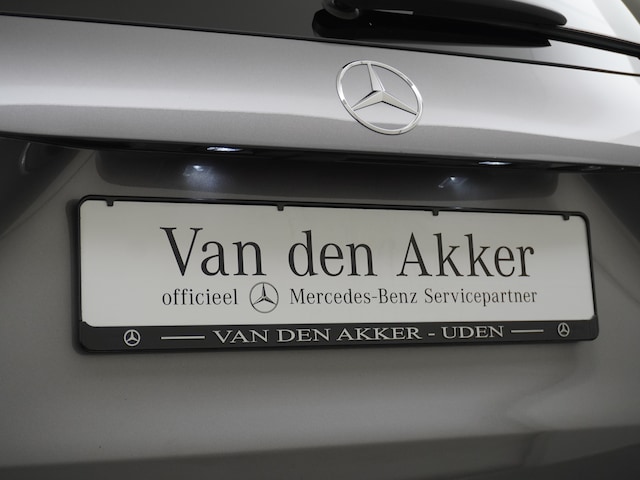 Van den Akker
officieel Mercedes-Benz Servicepartner
VAN DEN AKKER - UDEN